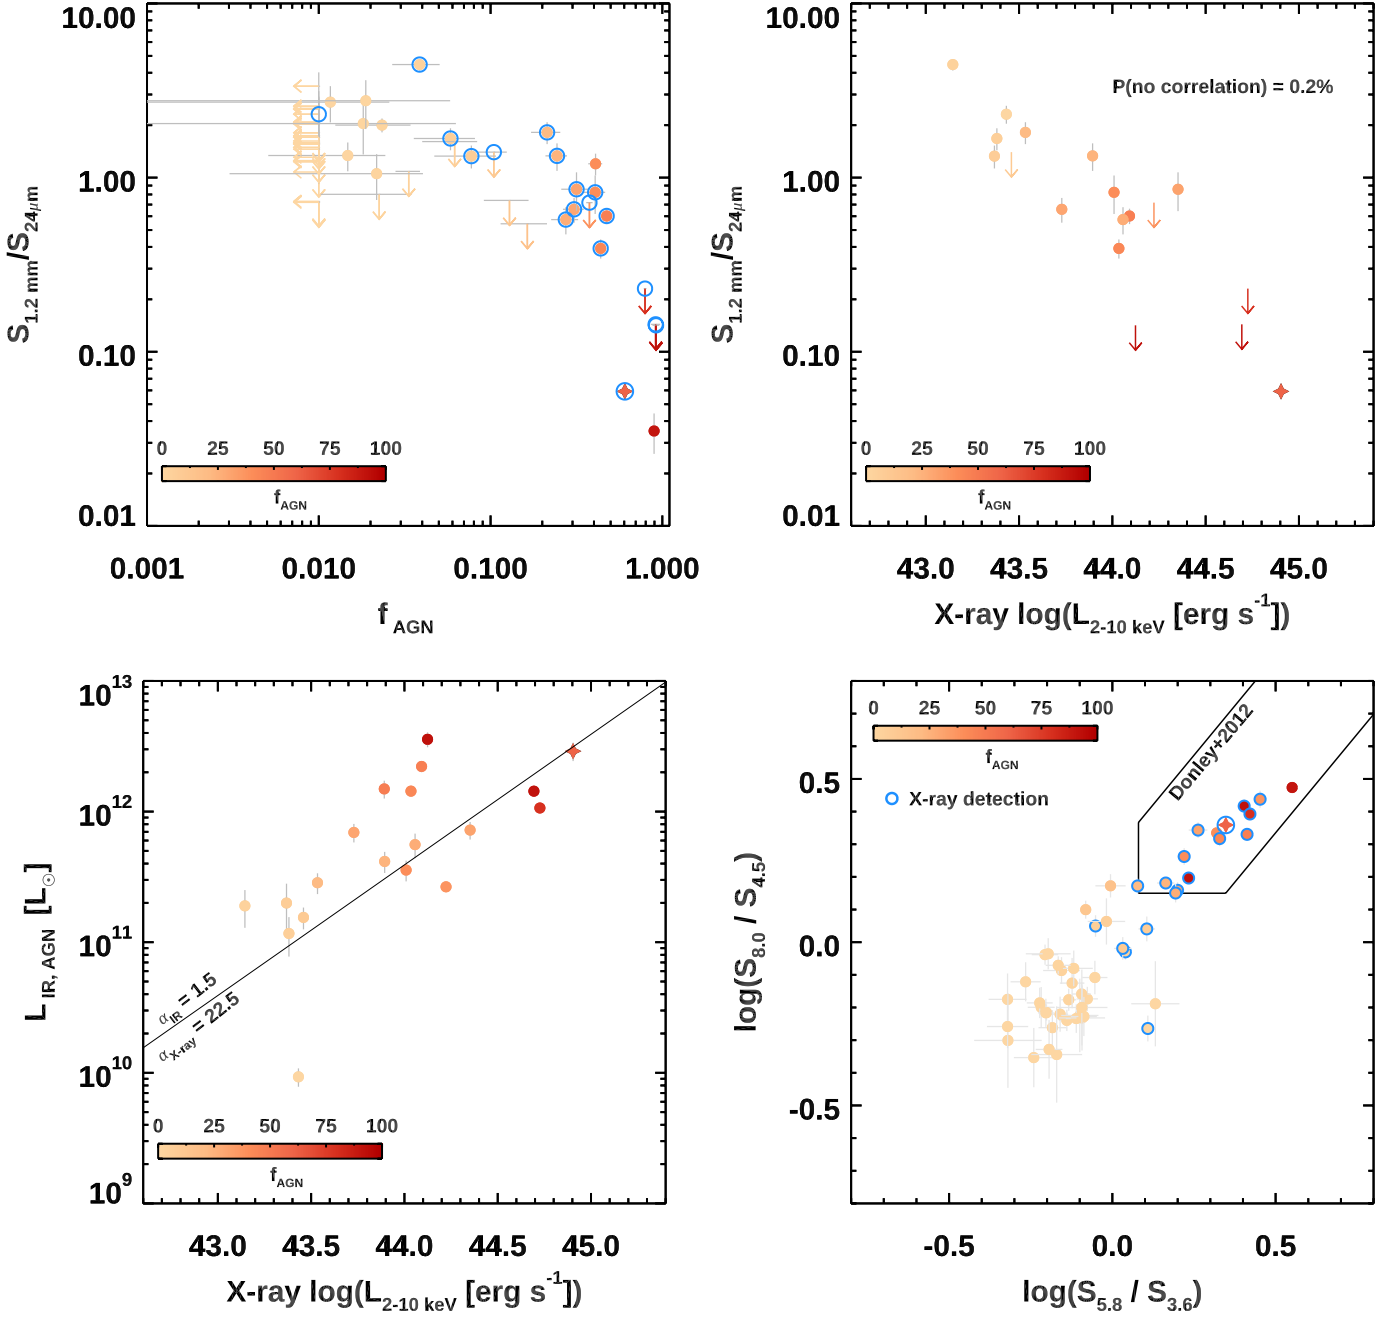 10.00
1.00
0.10
0.01
S1.2 mm/S24μm
0 25 50 75 100
fAGN
0.001 0.010 0.100 1.000
f AGN
10.00
1.00
0.10
0.01
S1.2 mm/S24μm
P(no correlation) = 0.2%
0 25 50 75 100
fAGN
43.0 43.5 44.0 44.5 45.0
X-ray log(L2-10 keV [erg s-1])
10^13
10^12
10^11
10^10
10^9
L IR, AGN [L☉]
αIR = 1.5
αX-ray = 22.5
0 25 50 75 100
fAGN
43.0 43.5 44.0 44.5 45.0
X-ray log(L2-10 keV [erg s-1])
0 25 50 75 100
fAGN
X-ray detection
Donley+2012
0.5
0.0
-0.5
log(S8.0 / S4.5)
-0.5 0.0 0.5
log(S5.8 / S3.6)